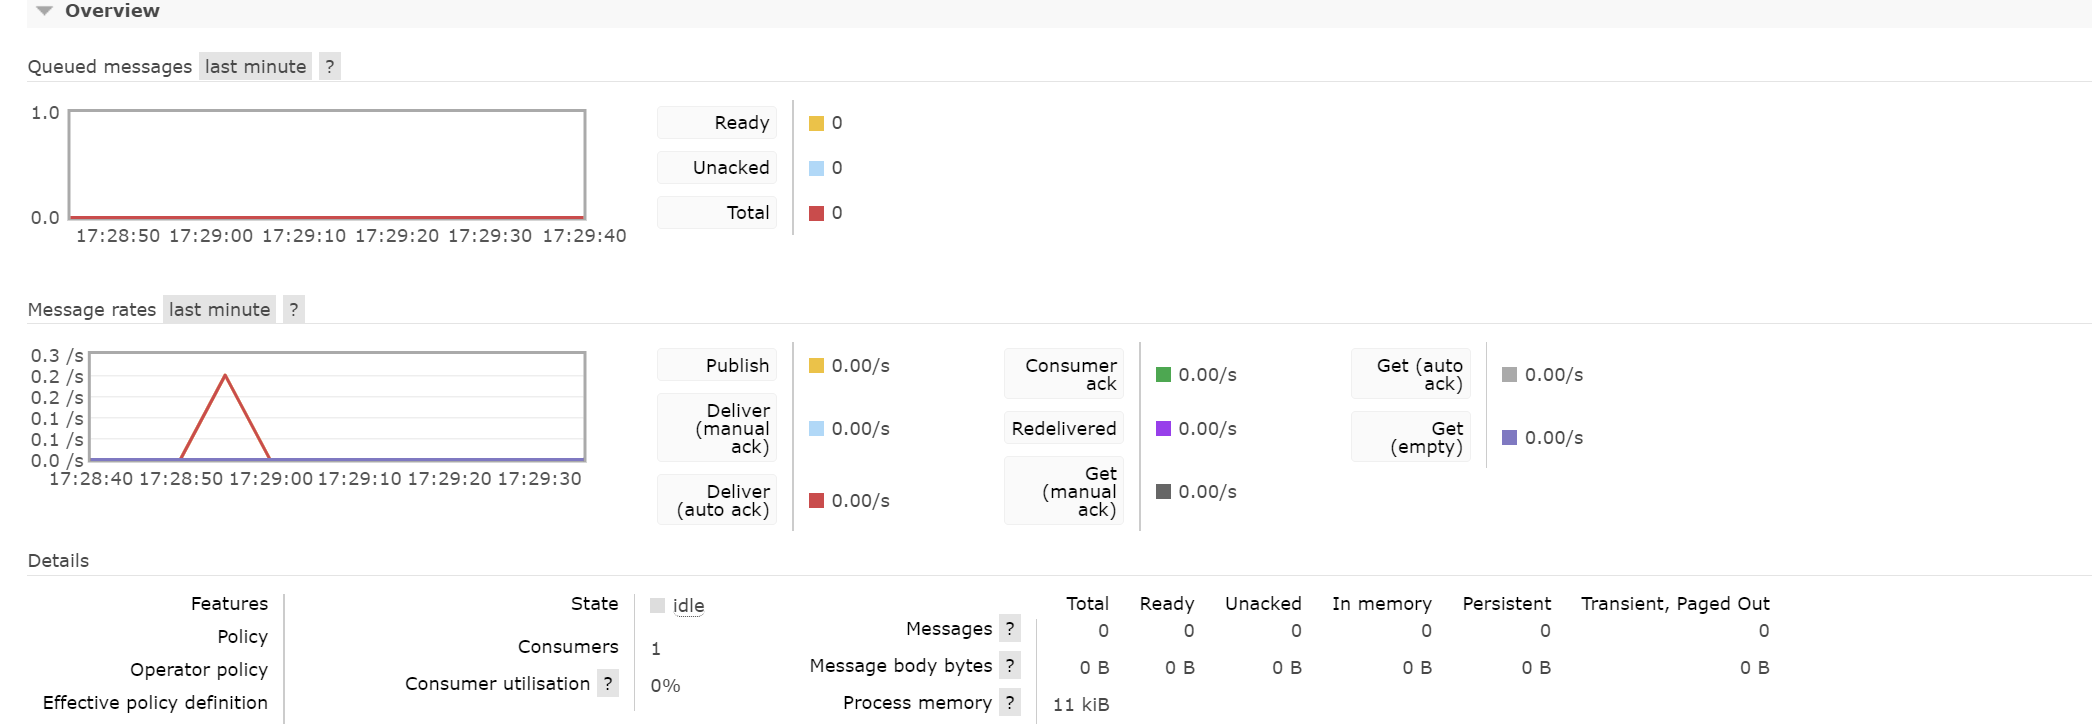 Overview
Queued messages last minute ?
1.0
0.0
17:28:50 17:29:00 17:29:10 17:29:20 17:29:30 17:29:40
Ready 0
Unacked 0
Total 0
Message rates last minute ?
0.3 /s
0.2 /s
0.2 /s
0.1 /s
0.1 /s
0.0 /s
17:28:40 17:28:50 17:29:00 17:29:10 17:29:20 17:29:30
Publish 0.00/s
Deliver
(manual 0.00/s
ack)
Deliver
(auto ack) 0.00/s
Consumer
ack 0.00/s
Redelivered 0.00/s
Get
(manual 0.00/s
ack)
Get (auto
ack) 0.00/s
Get
(empty) 0.00/s
Details
Features
Policy
Operator policy
Effective policy definition
State idle
Consumers 1
Consumer utilisation ? 0%
Total Ready Unacked In memory Persistent Transient, Paged Out
Messages ? 0 0 0 0 0 0
Message body bytes ? 0 B 0 B 0 B 0 B 0 B 0 B
Process memory ? 11 kiB